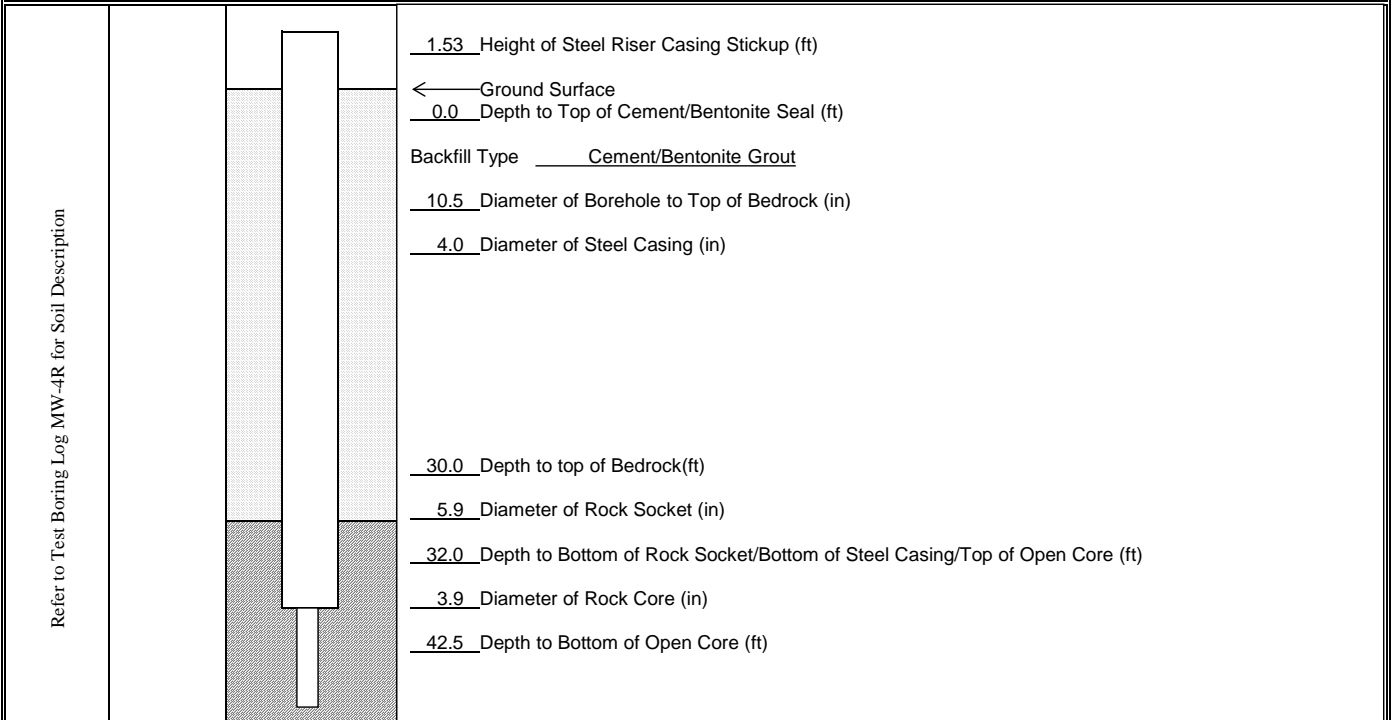 Refer to Test Boring Log MW-4R for Soil Description
1.53 Height of Steel Riser Casing Stickup (ft)
Ground Surface
0.0 Depth to Top of Cement/Bentonite Seal (ft)
Backfill Type Cement/Bentonite Grout
10.5 Diameter of Borehole to Top of Bedrock (in)
4.0 Diameter of Steel Casing (in)
30.0 Depth to top of Bedrock(ft)
5.9 Diameter of Rock Socket (in)
32.0 Depth to Bottom of Rock Socket/Bottom of Steel Casing/Top of Open Core (ft)
3.9 Diameter of Rock Core (in)
42.5 Depth to Bottom of Open Core (ft)